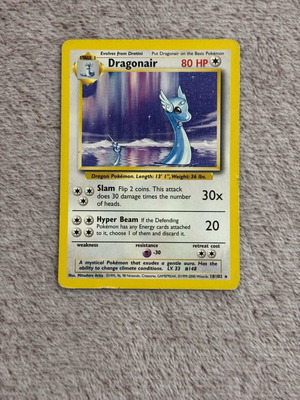 STAGE 1
Evolves from Dratini
Put Dragonair on the Basic Pokémon
Dragonair
80 HP
Dragon Pokémon. Length: 13' 1", Weight: 36 lbs.
Slam Flip 2 coins. This attack
does 30 damage times the number
of heads.
30x
Hyper Beam If the Defending
Pokémon has any Energy cards attached
to it, choose 1 of them and discard it.
20
weakness
resistance
retreat cost
-30
A mystical Pokémon that exudes a gentle aura. Has the
ability to change climate conditions. LV. 33 #148
Illus. Mitsuhiro Arita
18/102